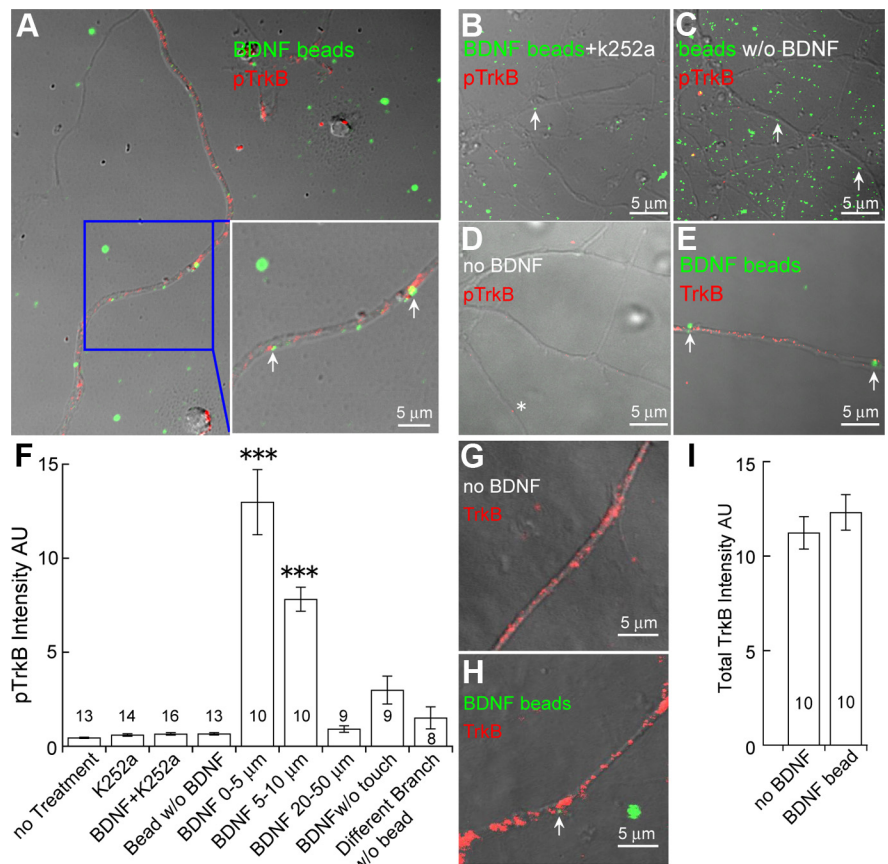 A
BDNF beads
pTrkB
5 μm
B
BDNF beads+k252a
pTrkB
5 μm
C
beads w/o BDNF
pTrkB
5 μm
D
no BDNF
pTrkB
*
5 μm
E
BDNF beads
TrkB
5 μm
F
pTrkB Intensity AU
15
10
5
0
***
***
13
14
16
13
10
10
9
9
8
no Treatment
K252a
BDNF+K252a
Bead w/o BDNF
BDNF 0-5 μm
BDNF 5-10 μm
BDNF 20-50 μm
BDNFw/o touch
Different Branch
w/o bead
G
no BDNF
TrkB
5 μm
H
BDNF beads
TrkB
5 μm
I
Total TrkB Intensity AU
15
10
5
0
10
10
no BDNF
BDNF bead